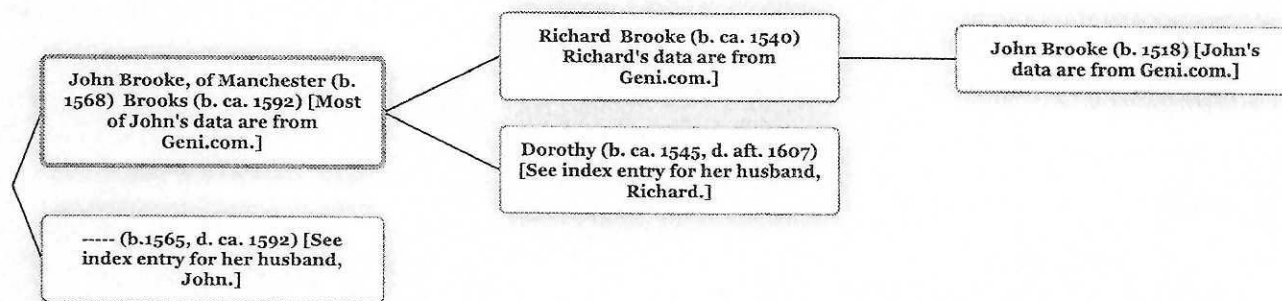 John Brooke, of Manchester (b.
1568) Brooks (b. ca. 1592) [Most
of John's data are from
Geni.com.]
----- (b.1565, d. ca. 1592) [See
index entry for her husband,
John.]
Richard Brooke (b. ca. 1540)
Richard's data are from
Geni.com.]
Dorothy (b. ca. 1545, d. aft. 1607)
[See index entry for her husband,
Richard.]
John Brooke (b. 1518) [John's
data are from Geni.com.]